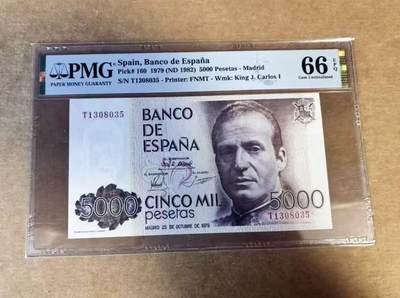 PMG
PAPER MONEY GUARANTY
Spain, Banco de España
Pick# 160 1979 (ND 1982) 5000 Pesetas - Madrid
S/N T1308035 - Printer: FNMT - Wmk: King J. Carlos I
66 EPQ
Gem Uncirculated
T1308035
BANCO
DE
ESPAÑA
5000 CINCO MIL 5000
pesetas
T1308035
MADRID 23 DE OCTUBRE DE 1979